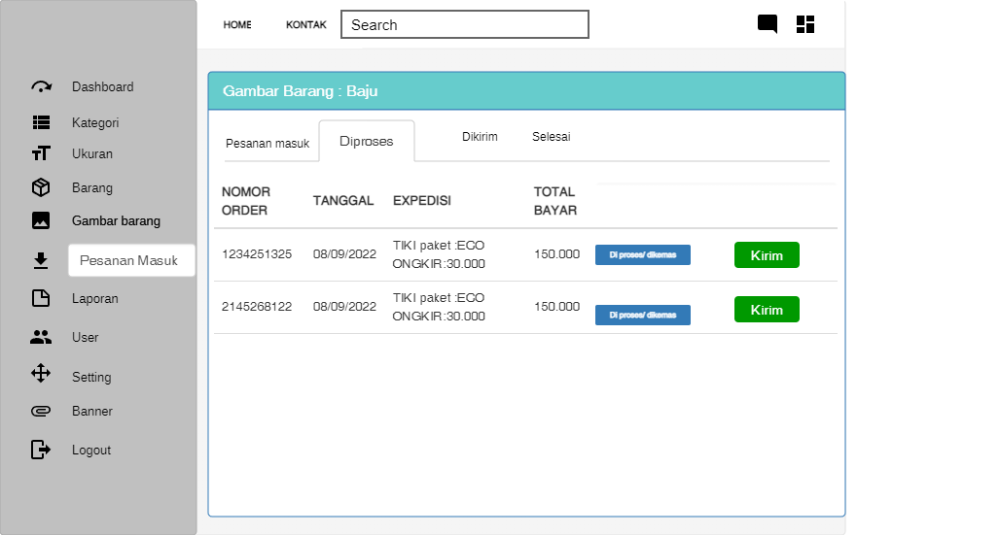 HOME KONTAK Search
Dashboard
Kategori
Ukuran
Barang
Gambar barang
Pesanan Masuk
Laporan
User
Setting
Banner
Logout
Gambar Barang : Baju
Pesanan masuk Diproses Dikirim Selesai
NOMOR ORDER TANGGAL EXPEDISI TOTAL BAYAR
1234251325 08/09/2022 TIKI paket :ECO 150.000 Di proses/ dikemas Kirim
ONGKIR:30.000
2145268122 08/09/2022 TIKI paket :ECO 150.000 Di proses/ dikemas Kirim
ONGKIR:30.000